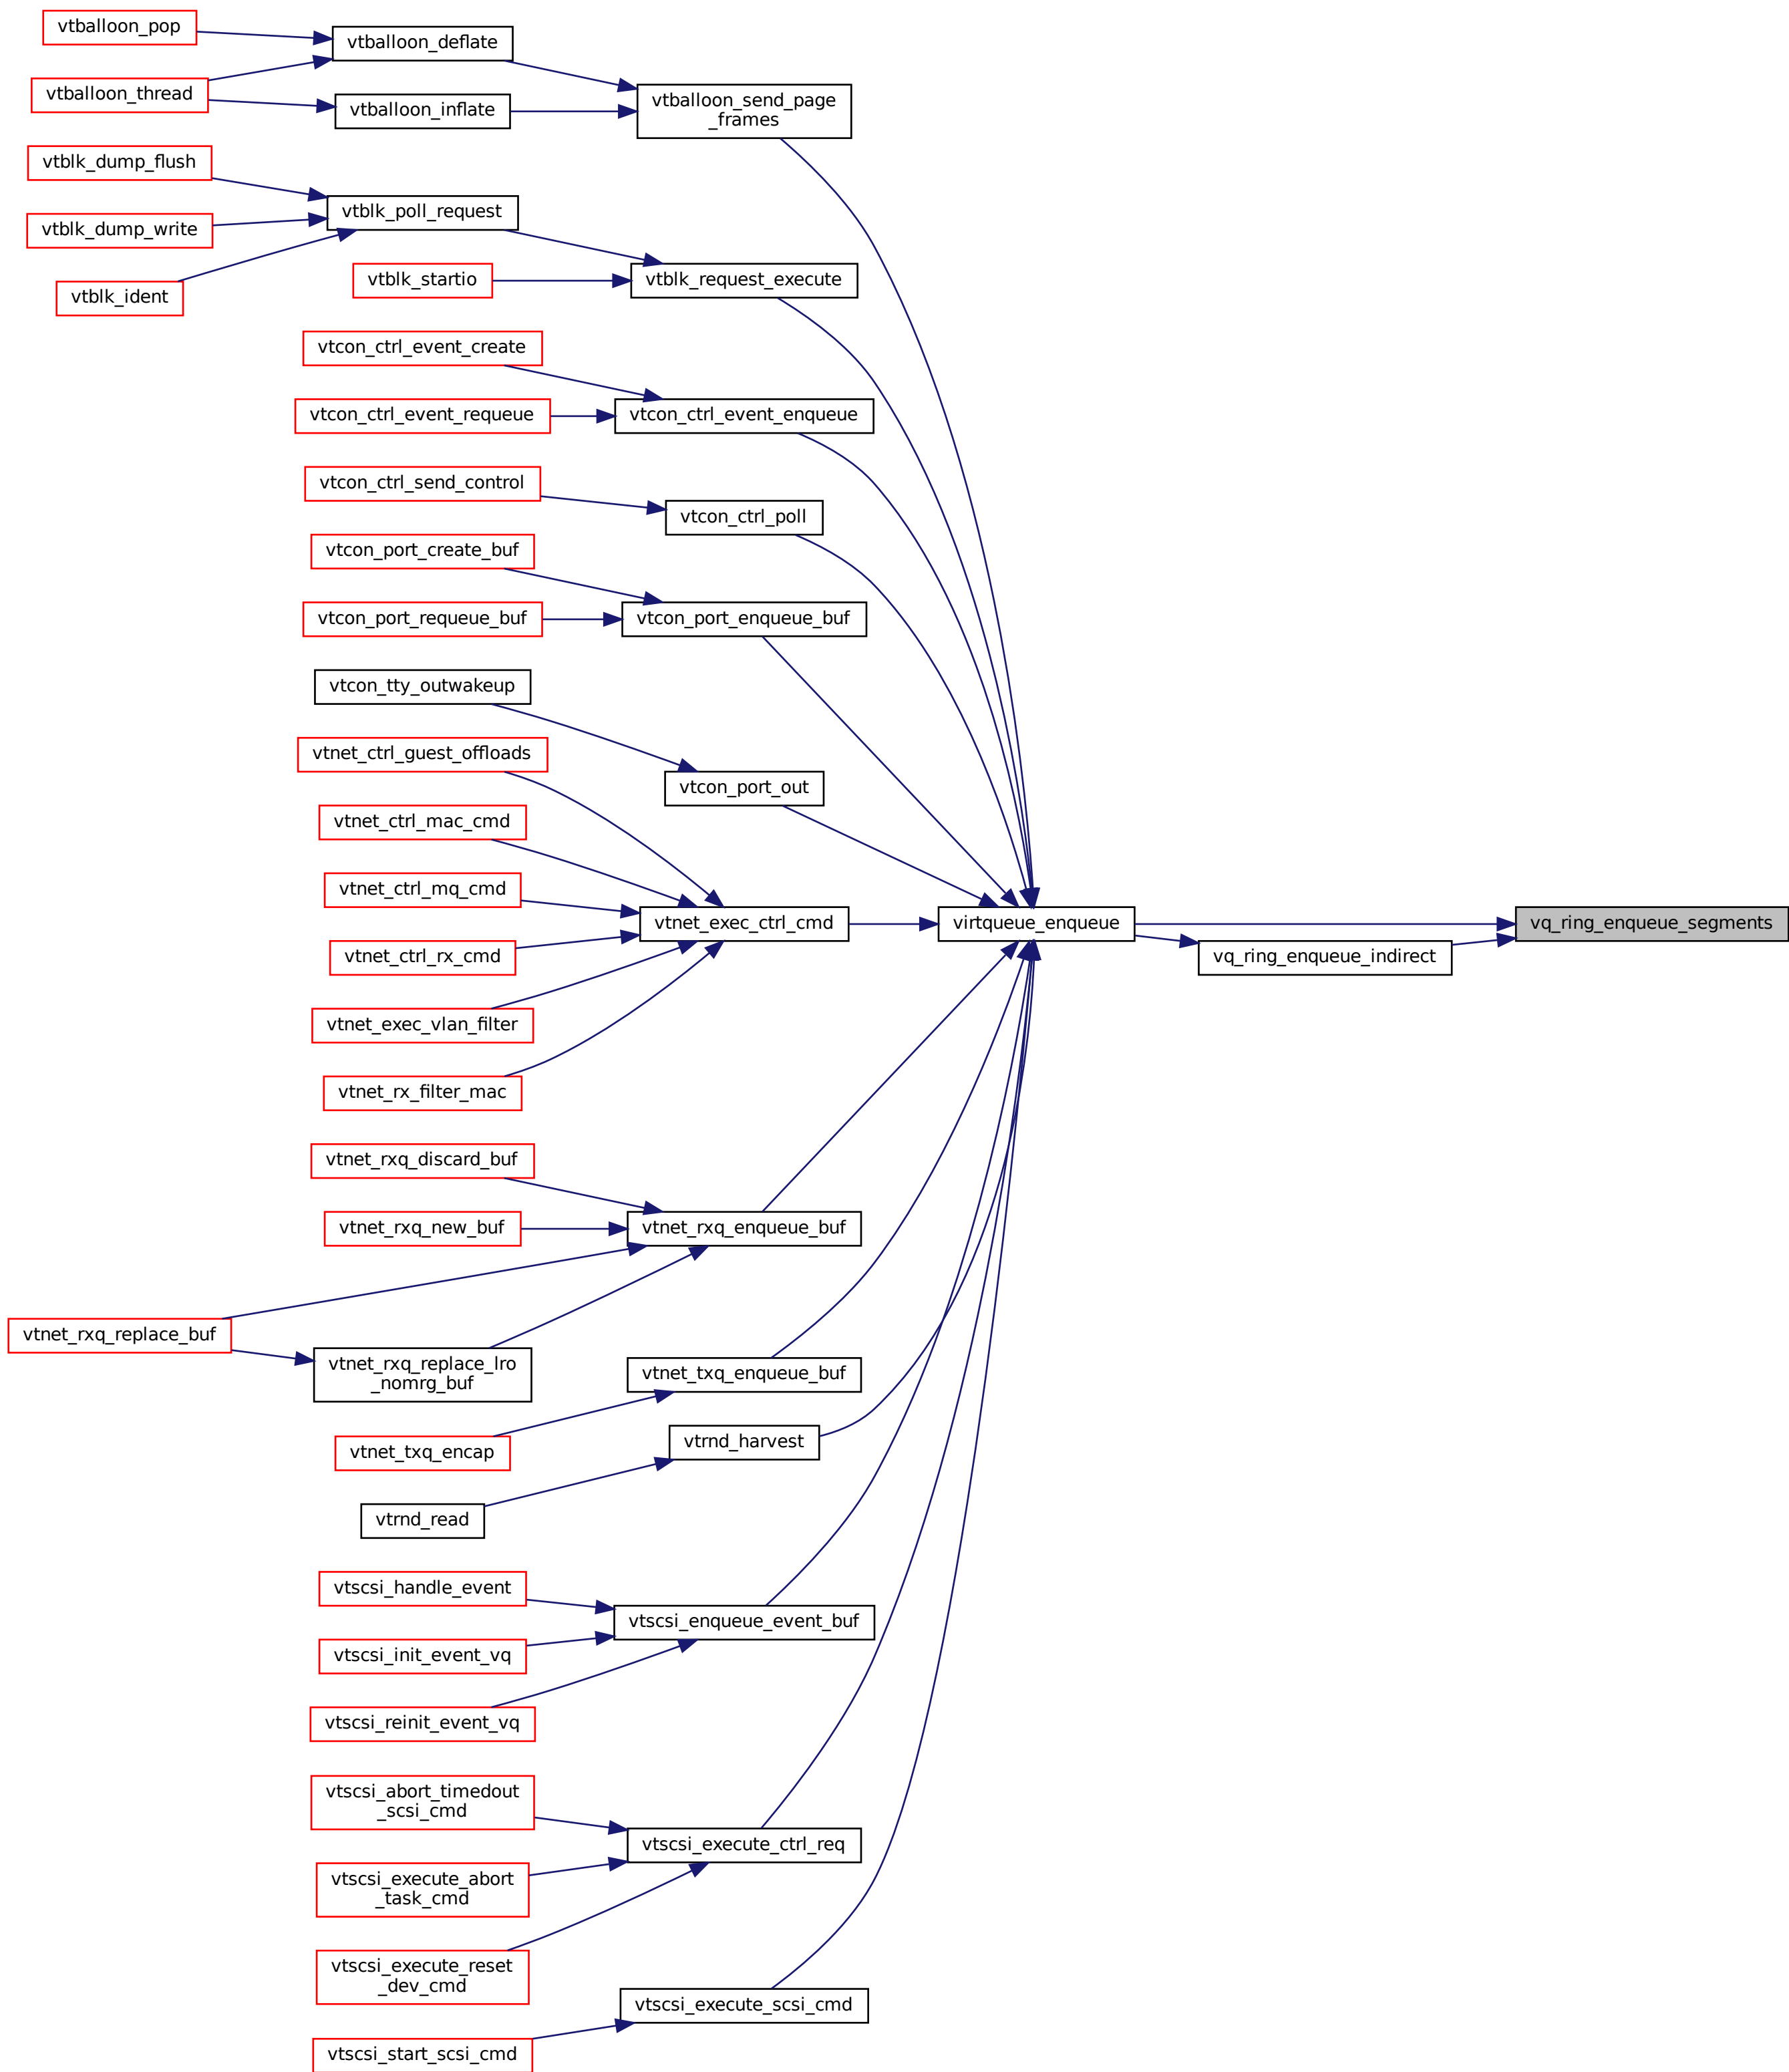 vtballoon_pop
vtballoon_deflate
vtballoon_thread
vtballoon_inflate
vtballoon_send_page
_frames
vtblk_dump_flush
vtblk_poll_request
vtblk_dump_write
vtblk_startio
vtblk_request_execute
vtblk_ident
vtcon_ctrl_event_create
vtcon_ctrl_event_requeue
vtcon_ctrl_event_enqueue
vtcon_ctrl_send_control
vtcon_ctrl_poll
vtcon_port_create_buf
vtcon_port_requeue_buf
vtcon_port_enqueue_buf
vtcon_tty_outwakeup
vtnet_ctrl_guest_offloads
vtcon_port_out
vtnet_ctrl_mac_cmd
vtnet_ctrl_mq_cmd
vtnet_exec_ctrl_cmd
virtqueue_enqueue
vq_ring_enqueue_segments
vtnet_ctrl_rx_cmd
vq_ring_enqueue_indirect
vtnet_exec_vlan_filter
vtnet_rx_filter_mac
vtnet_rxq_discard_buf
vtnet_rxq_new_buf
vtnet_rxq_enqueue_buf
vtnet_rxq_replace_buf
vtnet_rxq_replace_lro
_nomrg_buf
vtnet_txq_enqueue_buf
vtnet_txq_encap
vtrnd_harvest
vtrnd_read
vtscsi_handle_event
vtscsi_enqueue_event_buf
vtscsi_init_event_vq
vtscsi_reinit_event_vq
vtscsi_abort_timedout
_scsi_cmd
vtscsi_execute_ctrl_req
vtscsi_execute_abort
_task_cmd
vtscsi_execute_reset
_dev_cmd
vtscsi_execute_scsi_cmd
vtscsi_start_scsi_cmd